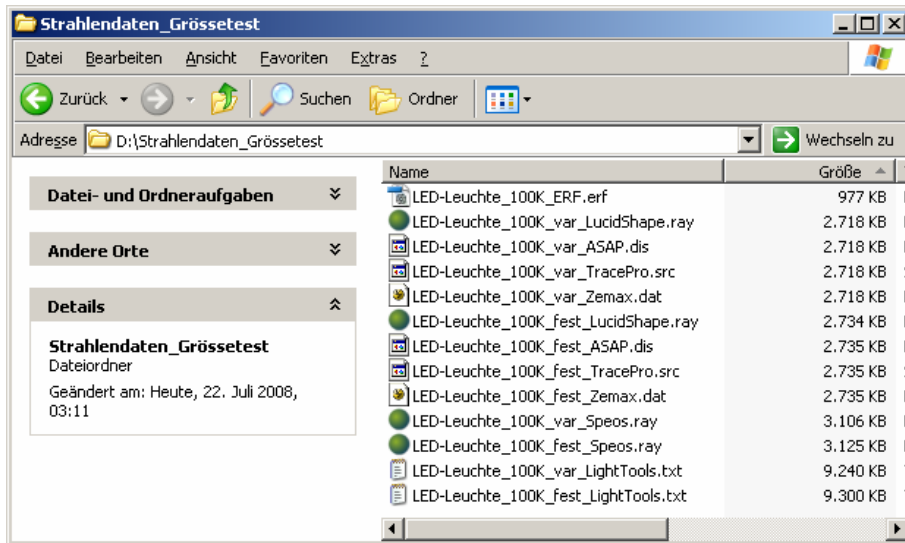 Strahlendaten_Grössetest
Datei Bearbeiten Ansicht Favoriten Extras ?
Zurück Suchen Ordner
Adresse D:\Strahlendaten_Grössetest Wechseln zu
Datei- und Ordneraufgaben
Andere Orte
Details
Strahlendaten_Grössetest
Dateiordner
Geändert am: Heute, 22. Juli 2008,
03:11
Name Größe
LED-Leuchte_100K_ERF.erf 977 KB
LED-Leuchte_100K_var_LucidShape.ray 2.718 KB
LED-Leuchte_100K_var_ASAP.dis 2.718 KB
LED-Leuchte_100K_var_TracePro.src 2.718 KB
LED-Leuchte_100K_var_Zemax.dat 2.718 KB
LED-Leuchte_100K_fest_LucidShape.ray 2.734 KB
LED-Leuchte_100K_fest_ASAP.dis 2.735 KB
LED-Leuchte_100K_fest_TracePro.src 2.735 KB
LED-Leuchte_100K_fest_Zemax.dat 2.735 KB
LED-Leuchte_100K_var_Speos.ray 3.106 KB
LED-Leuchte_100K_fest_Speos.ray 3.125 KB
LED-Leuchte_100K_var_LightTools.txt 9.240 KB
LED-Leuchte_100K_fest_LightTools.txt 9.300 KB